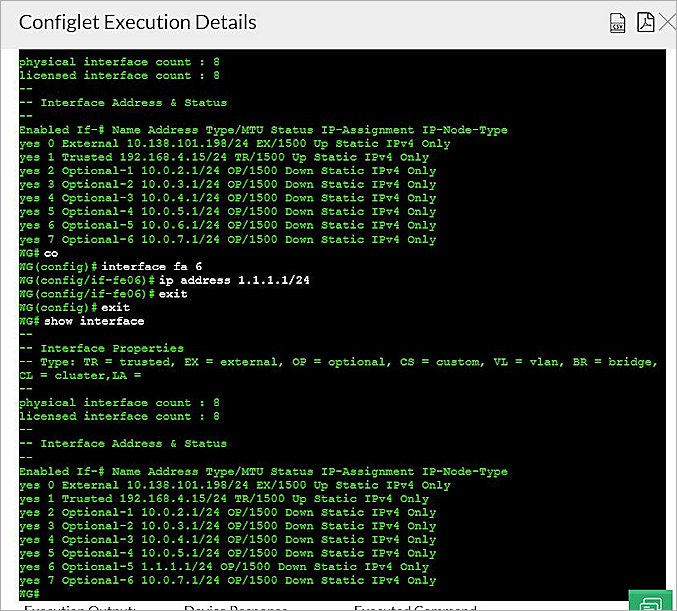 Configlet Execution Details
CSV
physical interface count : 8
licensed interface count : 8
--
-- Interface Address & Status
--
Enabled If-# Name Address Type/MTU Status IP-Assignment IP-Node-Type
yes 0 External 10.138.101.198/24 EX/1500 Up Static IPv4 Only
yes 1 Trusted 192.168.4.15/24 TR/1500 Up Static IPv4 Only
yes 2 Optional-1 10.0.2.1/24 OP/1500 Down Static IPv4 Only
yes 3 Optional-2 10.0.3.1/24 OP/1500 Down Static IPv4 Only
yes 4 Optional-3 10.0.4.1/24 OP/1500 Down Static IPv4 Only
yes 5 Optional-4 10.0.5.1/24 OP/1500 Down Static IPv4 Only
yes 6 Optional-5 10.0.6.1/24 OP/1500 Down Static IPv4 Only
yes 7 Optional-6 10.0.7.1/24 OP/1500 Down Static IPv4 Only
WG# co
WG(config)# interface fa 6
WG(config/if-fe06)# ip address 1.1.1.1/24
WG(config/if-fe06)# exit
WG(config)# exit
WG# show interface
--
-- Interface Properties
-- Type: TR = trusted, EX = external, OP = optional, CS = custom, VL = vlan, BR = bridge,
CL = cluster,LA =
--
physical interface count : 8
licensed interface count : 8
--
-- Interface Address & Status
--
Enabled If-# Name Address Type/MTU Status IP-Assignment IP-Node-Type
yes 0 External 10.138.101.198/24 EX/1500 Up Static IPv4 Only
yes 1 Trusted 192.168.4.15/24 TR/1500 Up Static IPv4 Only
yes 2 Optional-1 10.0.2.1/24 OP/1500 Down Static IPv4 Only
yes 3 Optional-2 10.0.3.1/24 OP/1500 Down Static IPv4 Only
yes 4 Optional-3 10.0.4.1/24 OP/1500 Down Static IPv4 Only
yes 5 Optional-4 10.0.5.1/24 OP/1500 Down Static IPv4 Only
yes 6 Optional-5 1.1.1.1/24 OP/1500 Down Static IPv4 Only
yes 7 Optional-6 10.0.7.1/24 OP/1500 Down Static IPv4 Only
WG#
Execution Output: Device Response Executed Command